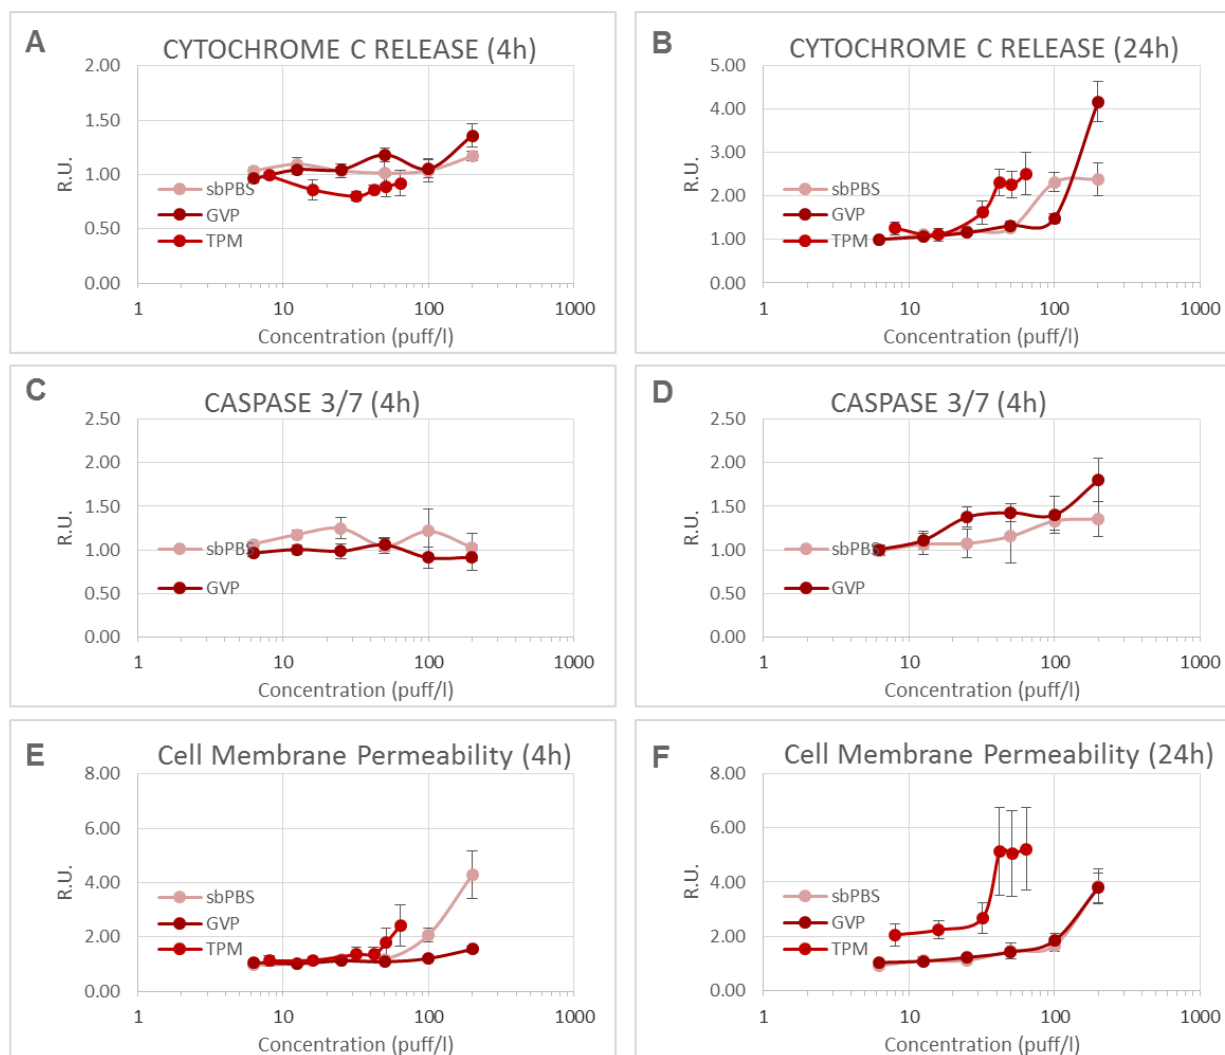 A
CYTOCHROME C RELEASE (4h)
2.00
1.50
1.00
0.50
0.00
R.U.
sbPBS
GVP
TPM
1 10 100 1000
Concentration (puff/l)
B
CYTOCHROME C RELEASE (24h)
5.00
4.00
3.00
2.00
1.00
0.00
R.U.
sbPBS
GVP
TPM
1 10 100 1000
Concentration (puff/l)
C
CASPASE 3/7 (4h)
2.50
2.00
1.50
1.00
0.50
0.00
R.U.
sbPBS
GVP
1 10 100 1000
Concentration (puff/l)
D
CASPASE 3/7 (4h)
2.50
2.00
1.50
1.00
0.50
0.00
R.U.
sbPBS
GVP
1 10 100 1000
Concentration (puff/l)
E
Cell Membrane Permeability (4h)
8.00
6.00
4.00
2.00
0.00
R.U.
sbPBS
GVP
TPM
1 10 100 1000
Concentration (puff/l)
F
Cell Membrane Permeability (24h)
8.00
6.00
4.00
2.00
0.00
R.U.
sbPBS
GVP
TPM
1 10 100 1000
Concentration (puff/l)